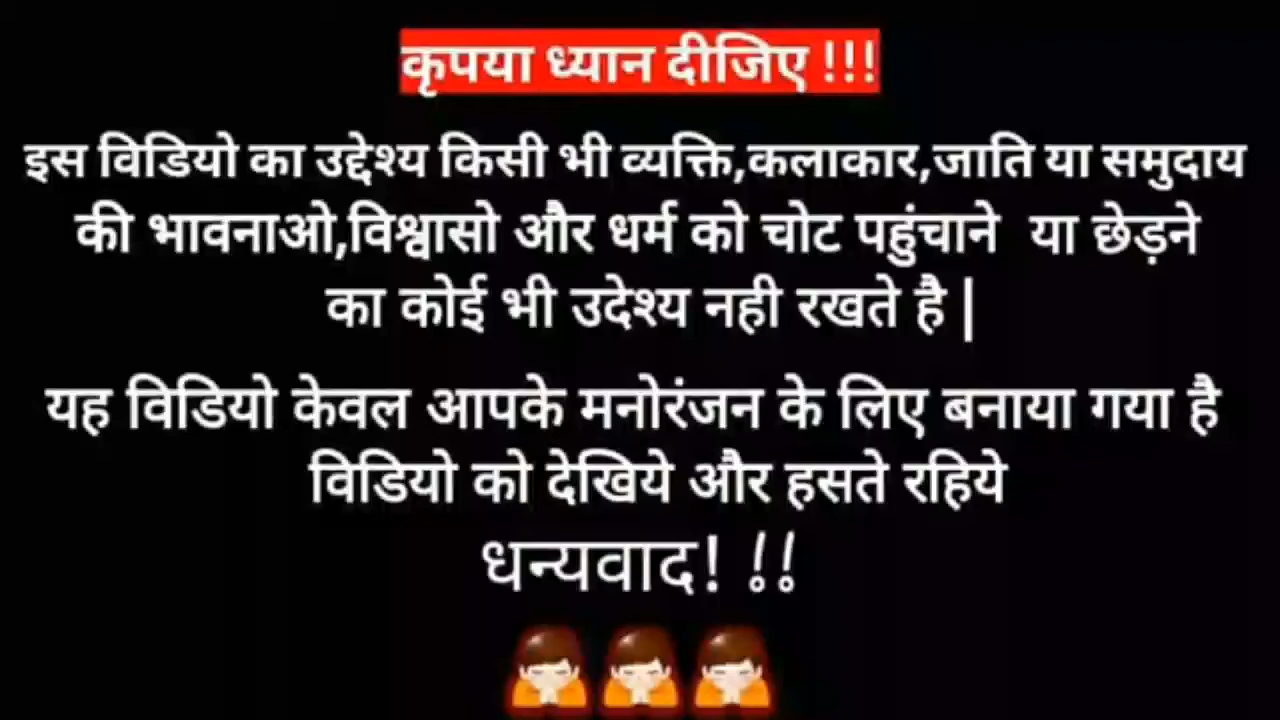 कृपया ध्यान दीजिए !!!
इस विडियो का उद्देश्य किसी भी व्यक्ति,कलाकार,जाति या समुदाय
की भावनाओ,विश्वासो और धर्म को चोट पहुंचाने या छेड़ने
का कोई भी उदेश्य नही रखते है |
यह विडियो केवल आपके मनोरंजन के लिए बनाया गया है
विडियो को देखिये और हसते रहिये
धन्यवाद! !!